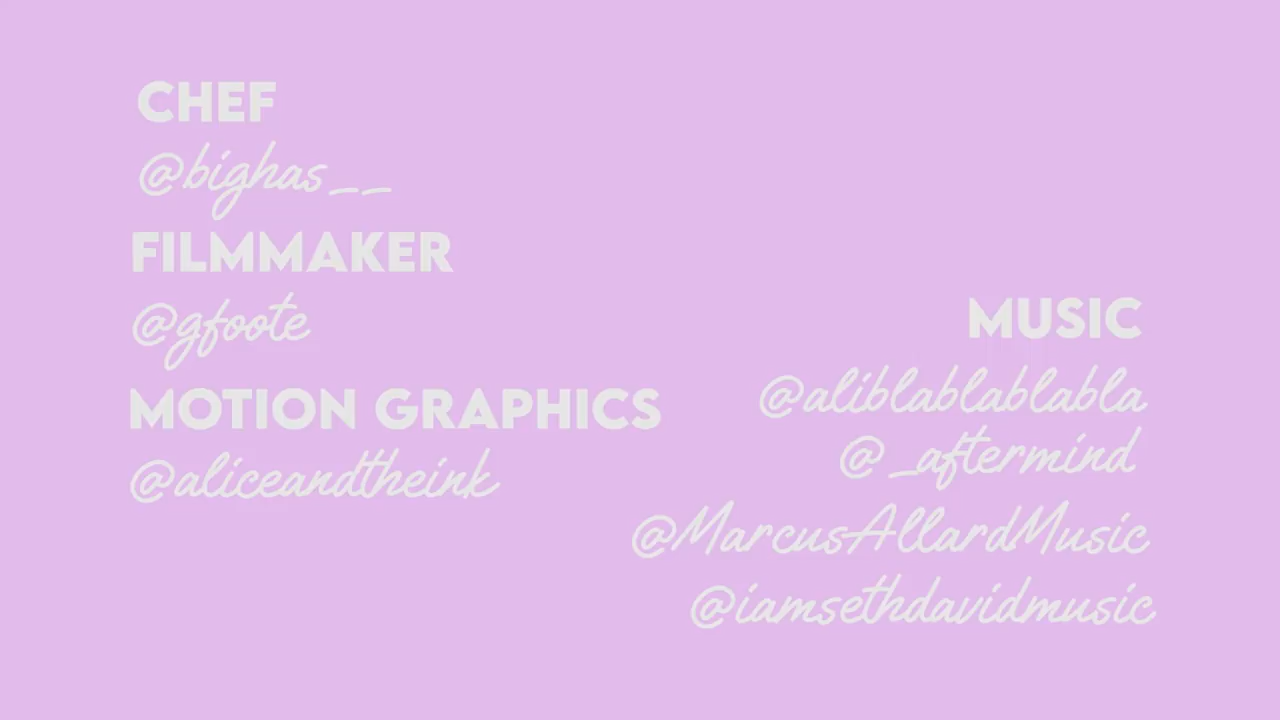 CHEF
@bighas__
FILMMAKER
@gfoote
MOTION GRAPHICS
@aliceandtheink
MUSIC
@aliblablablabla
@_aftermind
@MarcusAllardMusic
@iamsethdavidmusic